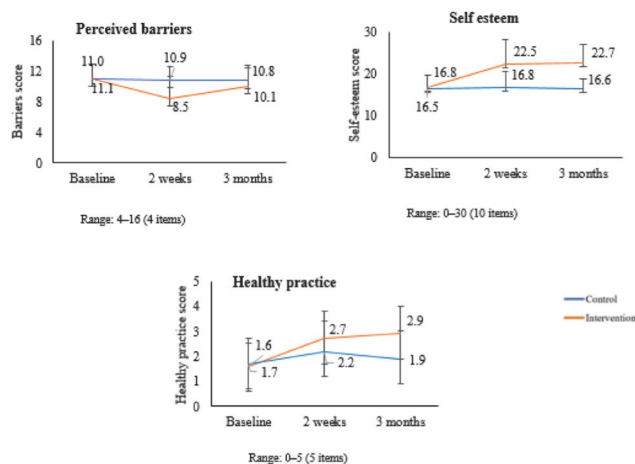 Perceived barriers
Barriers score
16
12
8
4
0
11.0
11.1
10.9
8.5
10.8
10.1
Baseline
2 weeks
3 months
Range: 4–16 (4 items)
Self esteem
Self-esteem score
30
20
10
0
16.8
16.5
22.5
16.8
22.7
16.6
Baseline
2 weeks
3 months
Range: 0–30 (10 items)
Healthy practice
Healthy practice score
5
4
3
2
1
0
1.6
1.7
2.7
2.2
2.9
1.9
Baseline
2 weeks
3 months
Range: 0–5 (5 items)
Control
Intervention